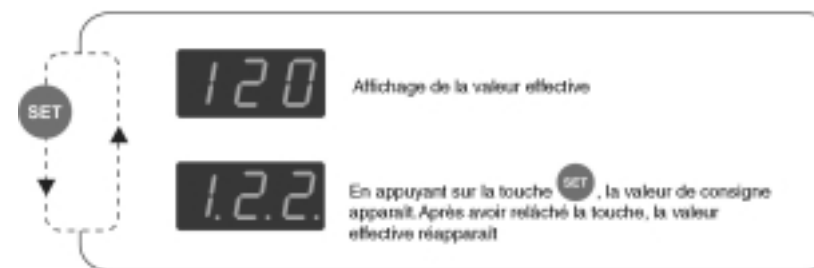 120
Affichage de la valeur effective
SET
1.2.2.
En appuyant sur la touche SET, la valeur de consigne
apparaît. Après avoir relâché la touche, la valeur
effective réapparaît